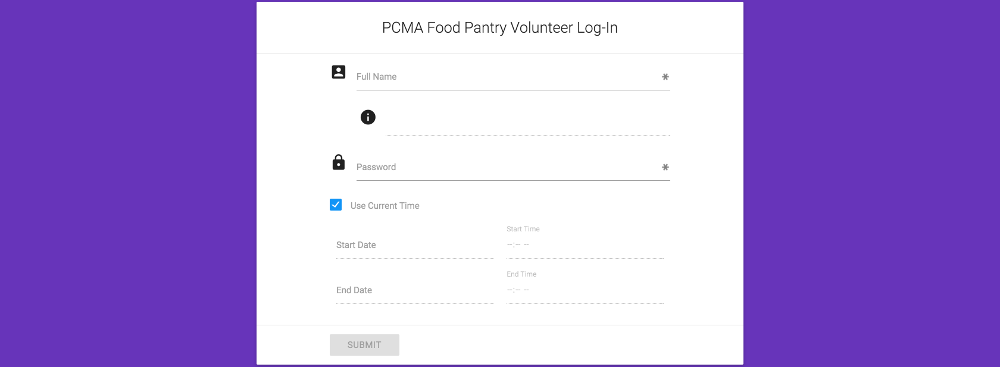 PCMA Food Pantry Volunteer Log-In
Full Name *
Password *
Use Current Time
Start Date
Start Time
--:-- --
End Date
End Time
--:-- --
SUBMIT